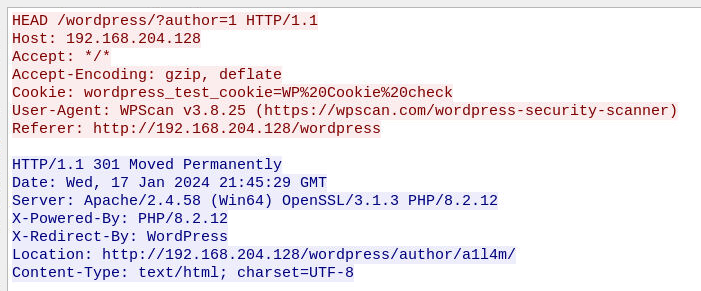 HEAD /wordpress/?author=1 HTTP/1.1
Host: 192.168.204.128
Accept: */*
Accept-Encoding: gzip, deflate
Cookie: wordpress_test_cookie=WP%20Cookie%20check
User-Agent: WPScan v3.8.25 (https://wpscan.com/wordpress-security-scanner)
Referer: http://192.168.204.128/wordpress
HTTP/1.1 301 Moved Permanently
Date: Wed, 17 Jan 2024 21:45:29 GMT
Server: Apache/2.4.58 (Win64) OpenSSL/3.1.3 PHP/8.2.12
X-Powered-By: PHP/8.2.12
X-Redirect-By: WordPress
Location: http://192.168.204.128/wordpress/author/a1l4m/
Content-Type: text/html; charset=UTF-8